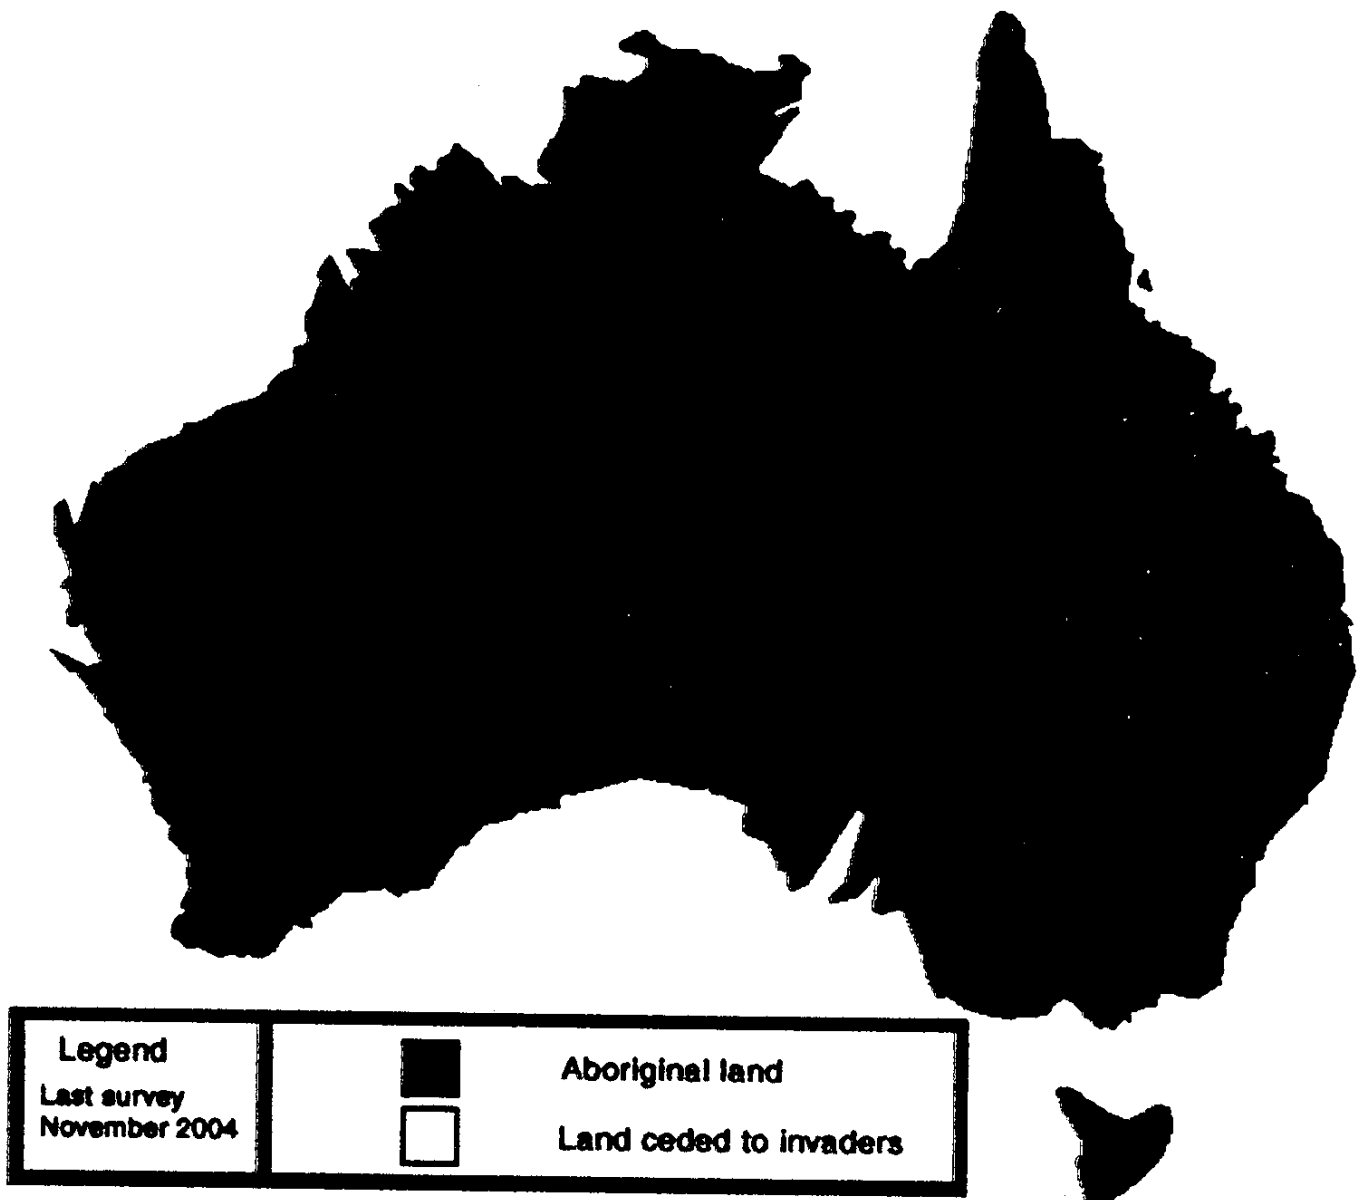 Legend
Last survey
November 2004
Aboriginal land
Land ceded to invaders